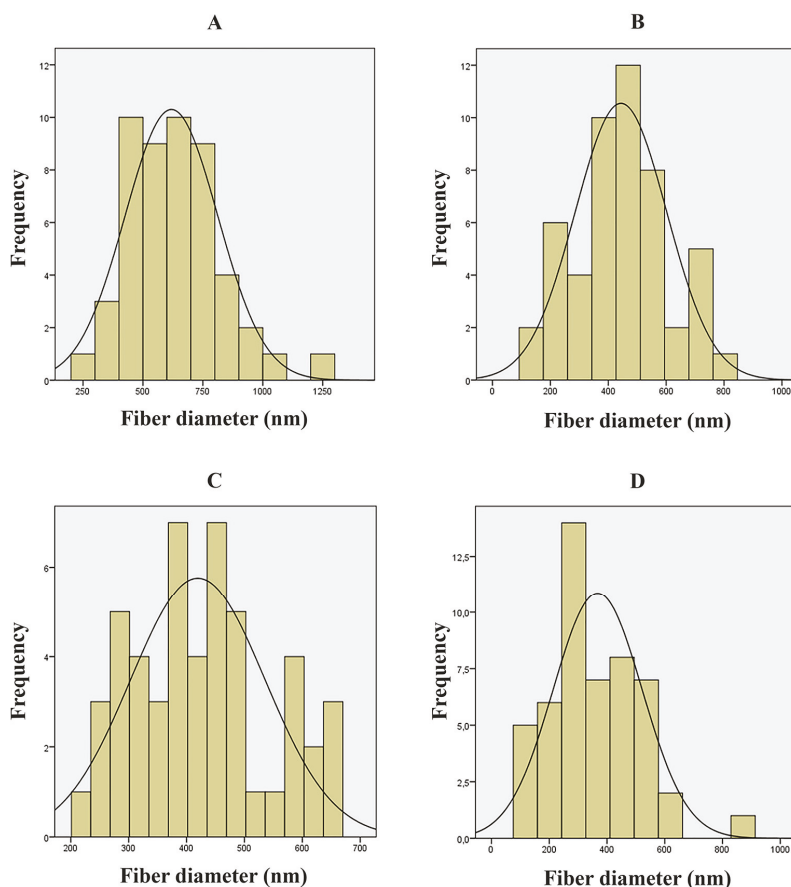 A
12
10
8
6
4
2
0
Frequency
250 500 750 1000 1250
Fiber diameter (nm)
B
12
10
8
6
4
2
0
Frequency
0 200 400 600 800 1000
Fiber diameter (nm)
C
6
4
2
0
Frequency
200 300 400 500 600 700
Fiber diameter (nm)
D
12,5
10,0
7,5
5,0
2,5
0,0
Frequency
0 200 400 600 800 1000
Fiber diameter (nm)